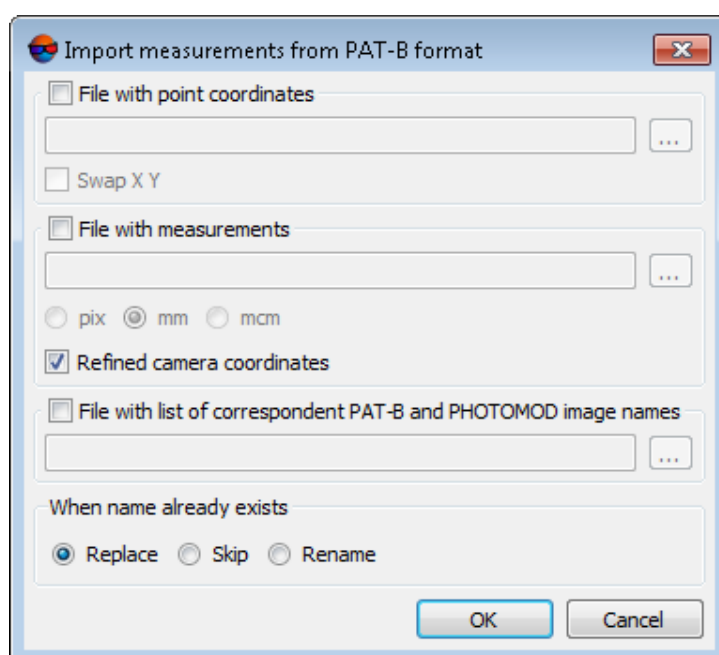 Import measurements from PAT-B format
File with point coordinates
...
Swap X Y
File with measurements
...
pix mm mcm
Refined camera coordinates
File with list of correspondent PAT-B and PHOTOMOD image names
...
When name already exists
Replace Skip Rename
OK Cancel